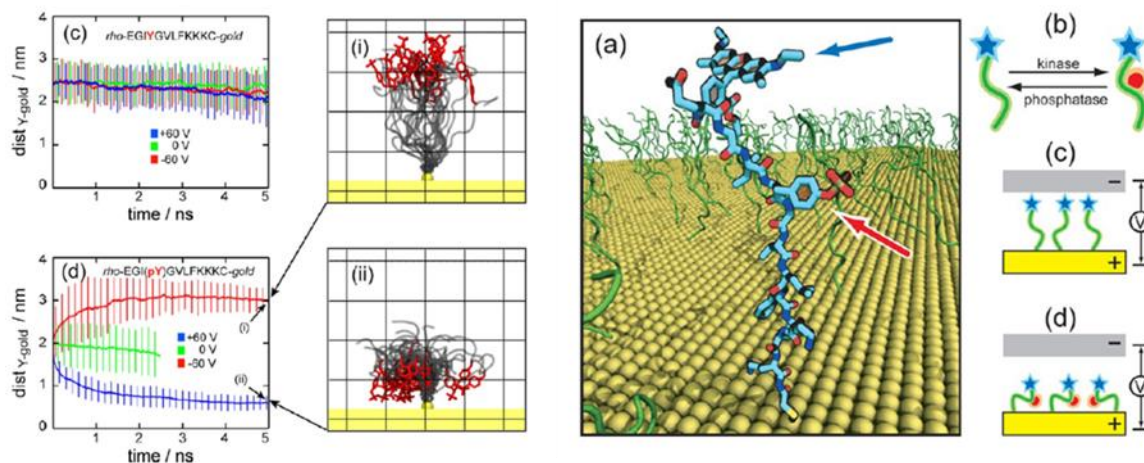 (c) rho-EGIYGVLFKKKC-gold
dist Y-gold / nm
4
3
2
1
0
+60 V
0 V
-60 V
1 2 3 4 5
time / ns
(i)
(d) rho-EGI(pY)GVLFKKKC-gold
dist Y-gold / nm
4
3
2
1
0
+60 V
0 V
-60 V
(i)
(ii)
1 2 3 4 5
time / ns
(ii)
(a)
(b)
kinase
phosphatase
(c)
−
V
+
(d)
−
V
+